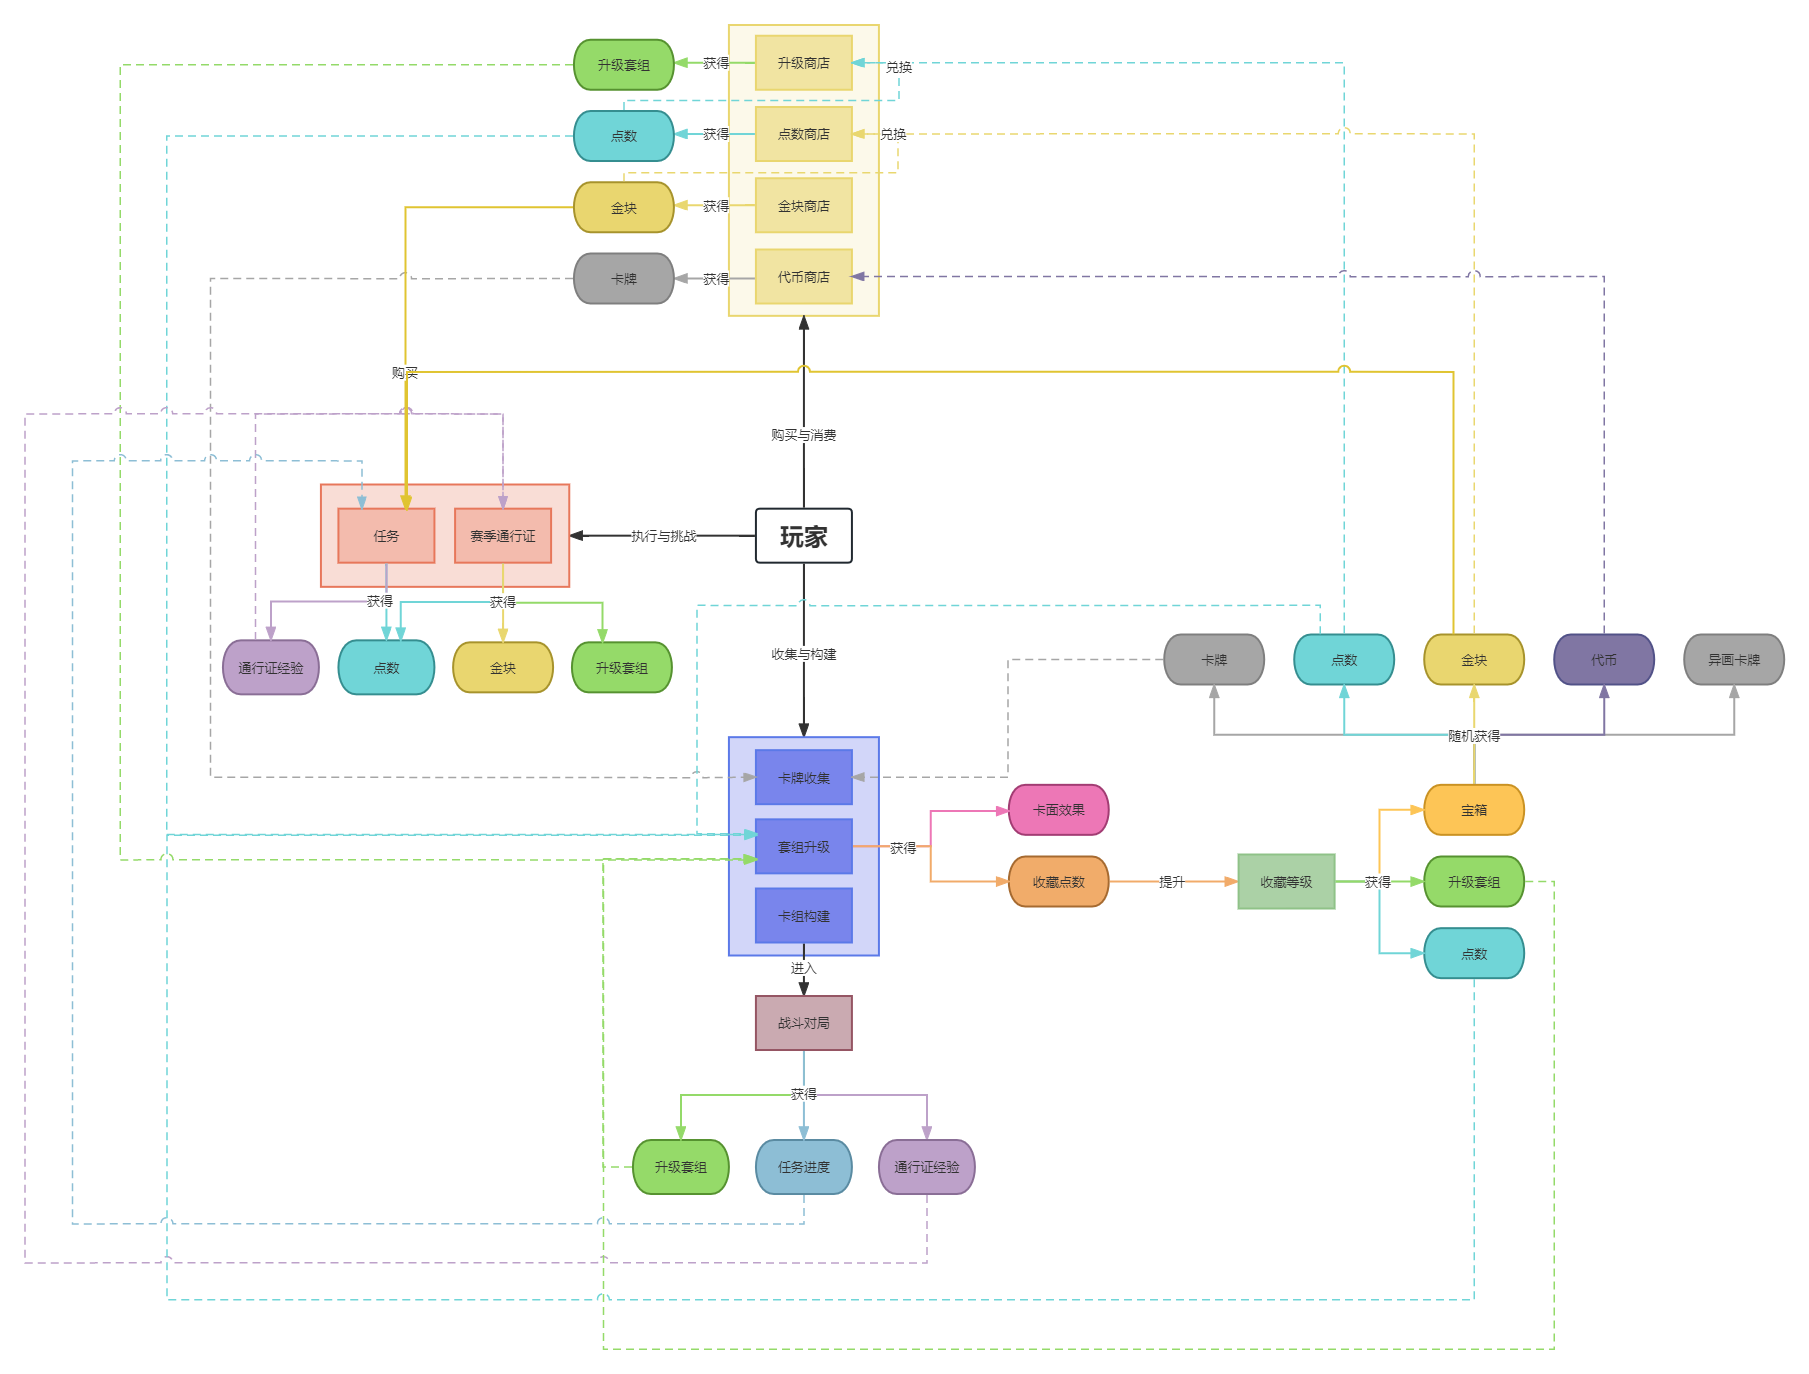 升级套组
获得
升级商店
兑换
点数
获得
点数商店
兑换
金块
获得
金块商店
卡牌
获得
代币商店
购买
购买与消费
任务
赛季通行证
执行与挑战
玩家
获得
获得
通行证经验
点数
金块
升级套组
收集与构建
卡牌
点数
金块
代币
异画卡牌
随机获得
卡牌收集
套组升级
卡组构建
获得
卡面效果
收藏点数
提升
收藏等级
获得
宝箱
升级套组
点数
进入
战斗对局
获得
升级套组
任务进度
通行证经验